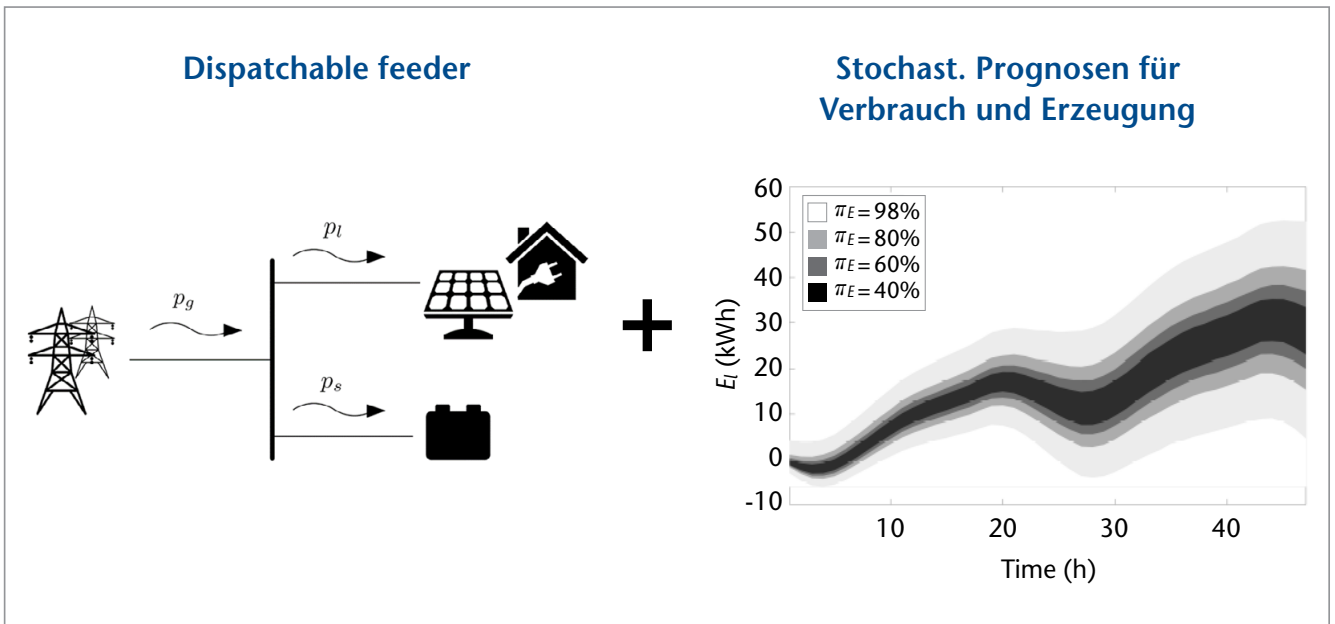 Dispatchable feeder
Stochast. Prognosen für
Verbrauch und Erzeugung
p_g
p_l
p_s
+
E_l (kWh)
60
50
40
30
20
10
0
-10
π_E = 98%
π_E = 80%
π_E = 60%
π_E = 40%
10 20 30 40
Time (h)